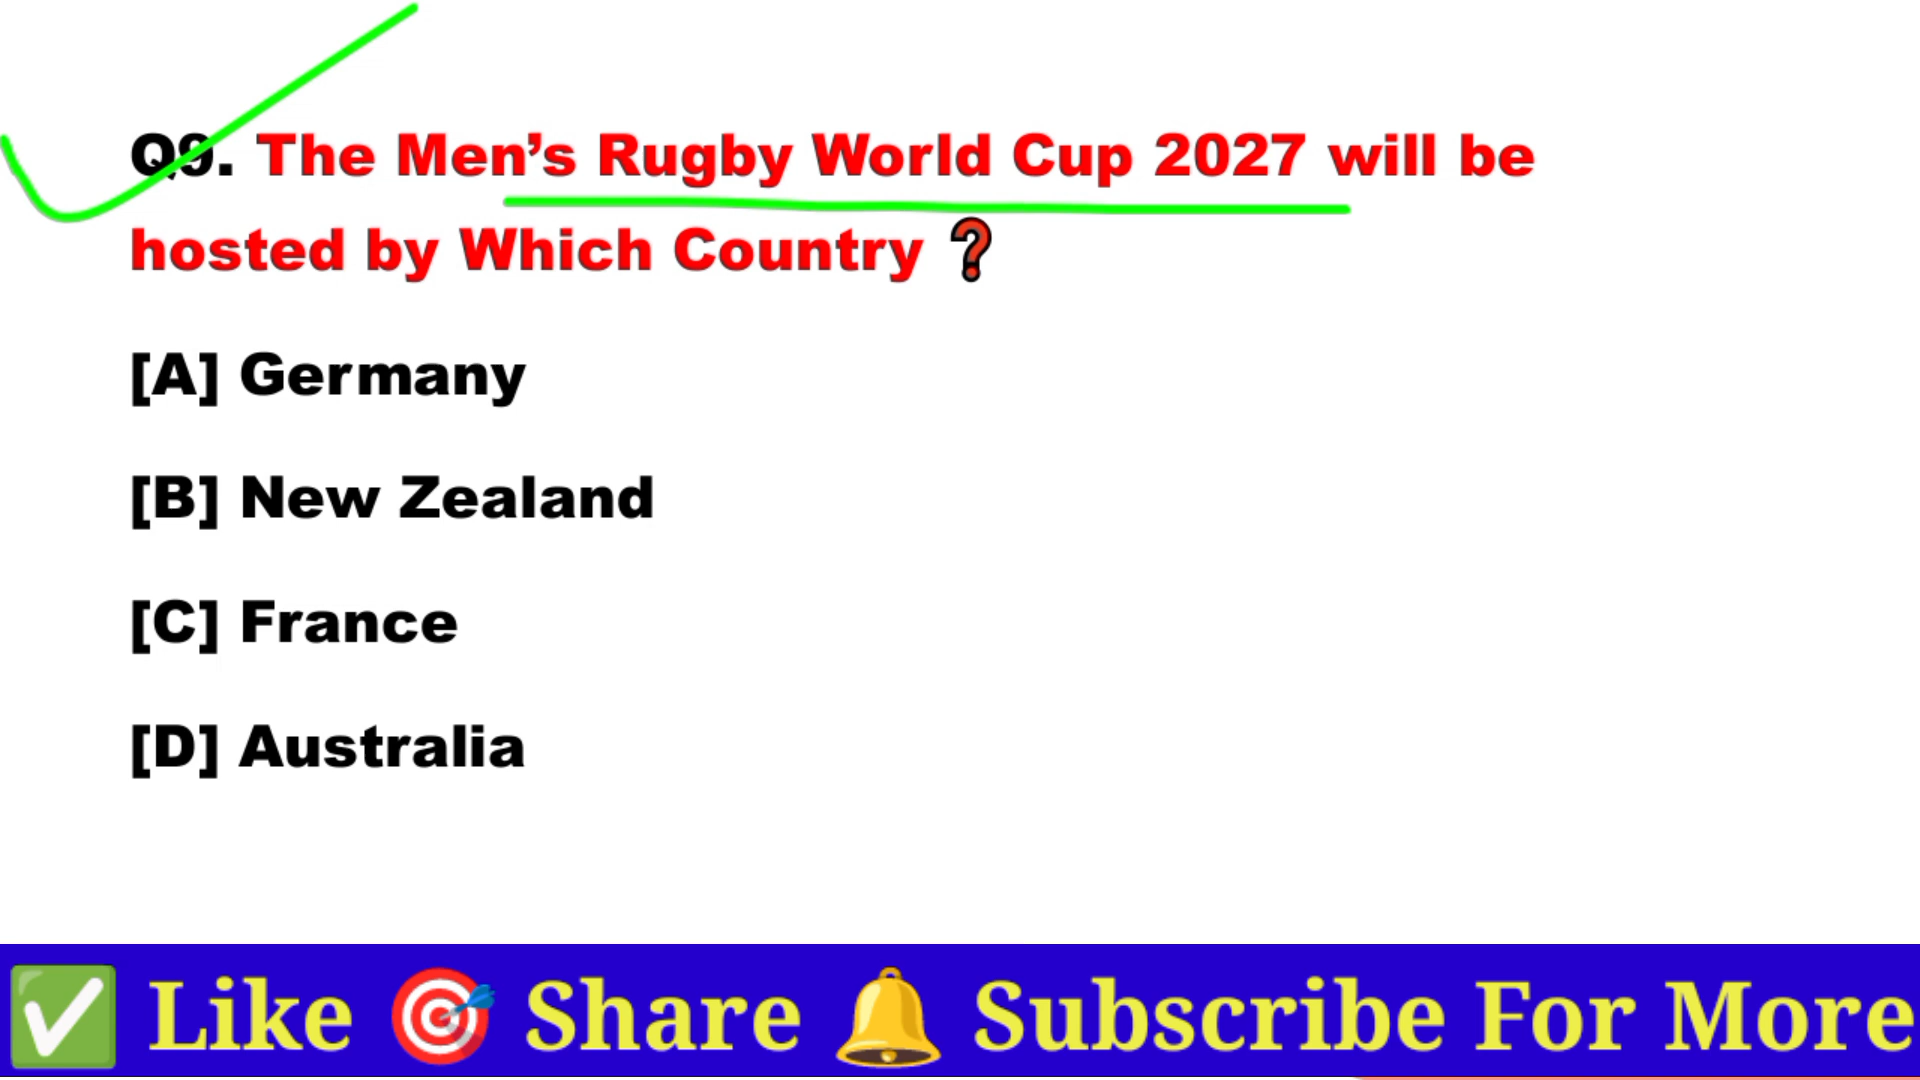 Q9. The Men’s Rugby World Cup 2027 will be
hosted by Which Country ❓
[A] Germany
[B] New Zealand
[C] France
[D] Australia
✅ Like 🎯 Share 🔔 Subscribe For More